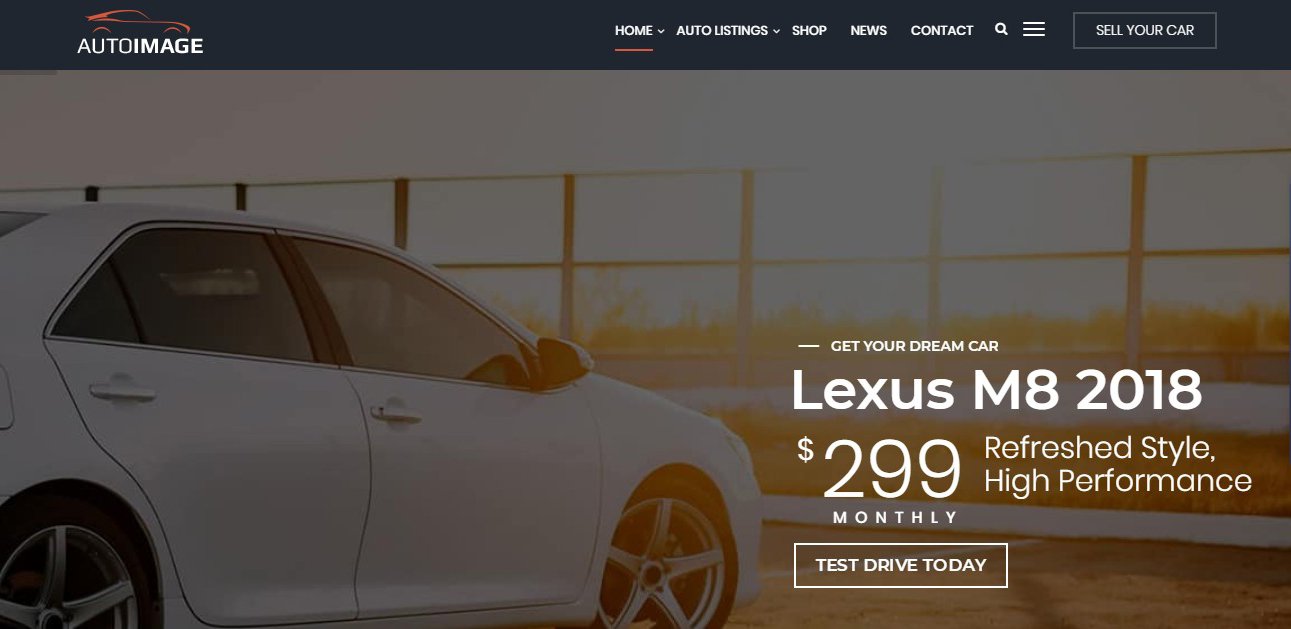 AUTOIMAGE
HOME AUTO LISTINGS SHOP NEWS CONTACT SELL YOUR CAR
GET YOUR DREAM CAR
Lexus M8 2018
$299 Refreshed Style,
High Performance
MONTHLY
TEST DRIVE TODAY